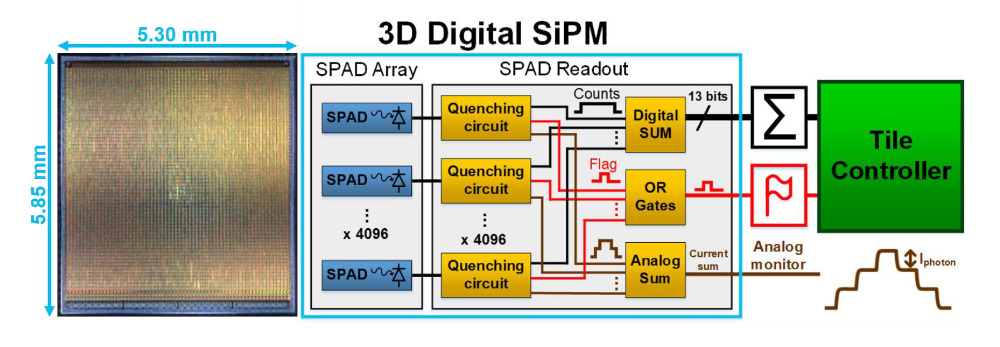 3D Digital SiPM
5.30 mm
5.85 mm
SPAD Array
SPAD Readout
SPAD
SPAD
x 4096
SPAD
Quenching
circuit
Quenching
circuit
x 4096
Quenching
circuit
Counts
Digital
SUM
13 bits
Flag
OR
Gates
Analog
Sum
Current
sum
Σ
Tile
Controller
Analog
monitor
Iphoton